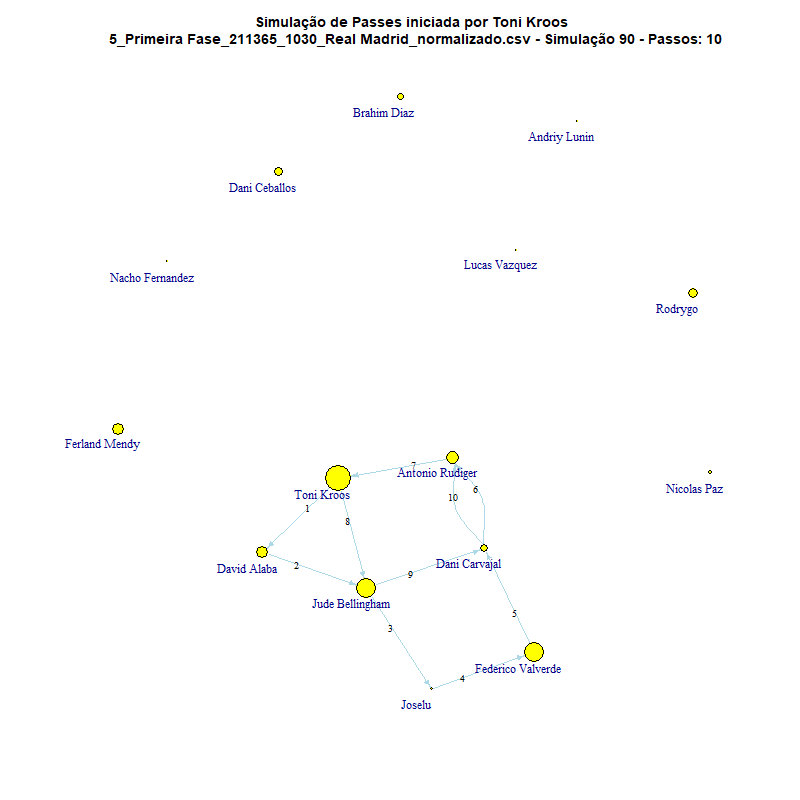 Simulação de Passes iniciada por Toni Kroos
5_Primeira Fase_211365_1030_Real Madrid_normalizado.csv - Simulação 90 - Passos: 10
Brahim Diaz
Andriy Lunin
Dani Ceballos
Lucas Vazquez
Nacho Fernandez
Rodrygo
Ferland Mendy
7
Antonio Rudiger
6
Nicolas Paz
Toni Kroos
10
1
8
Dani Carvajal
2
David Alaba
9
Jude Bellingham
5
3
Federico Valverde
4
Joselu